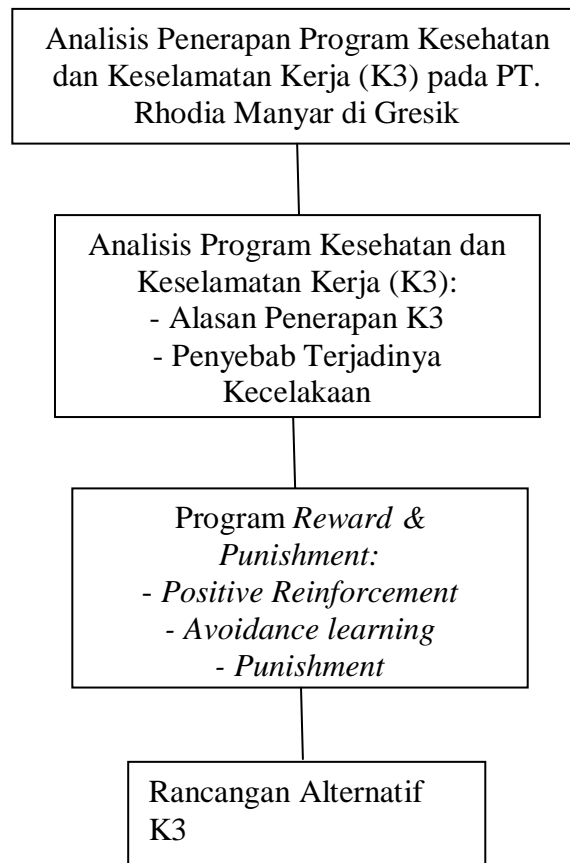 Analisis Penerapan Program Kesehatan
dan Keselamatan Kerja (K3) pada PT.
Rhodia Manyar di Gresik
Analisis Program Kesehatan dan
Keselamatan Kerja (K3):
- Alasan Penerapan K3
- Penyebab Terjadinya
Kecelakaan
Program Reward &
Punishment:
- Positive Reinforcement
- Avoidance learning
- Punishment
Rancangan Alternatif
K3